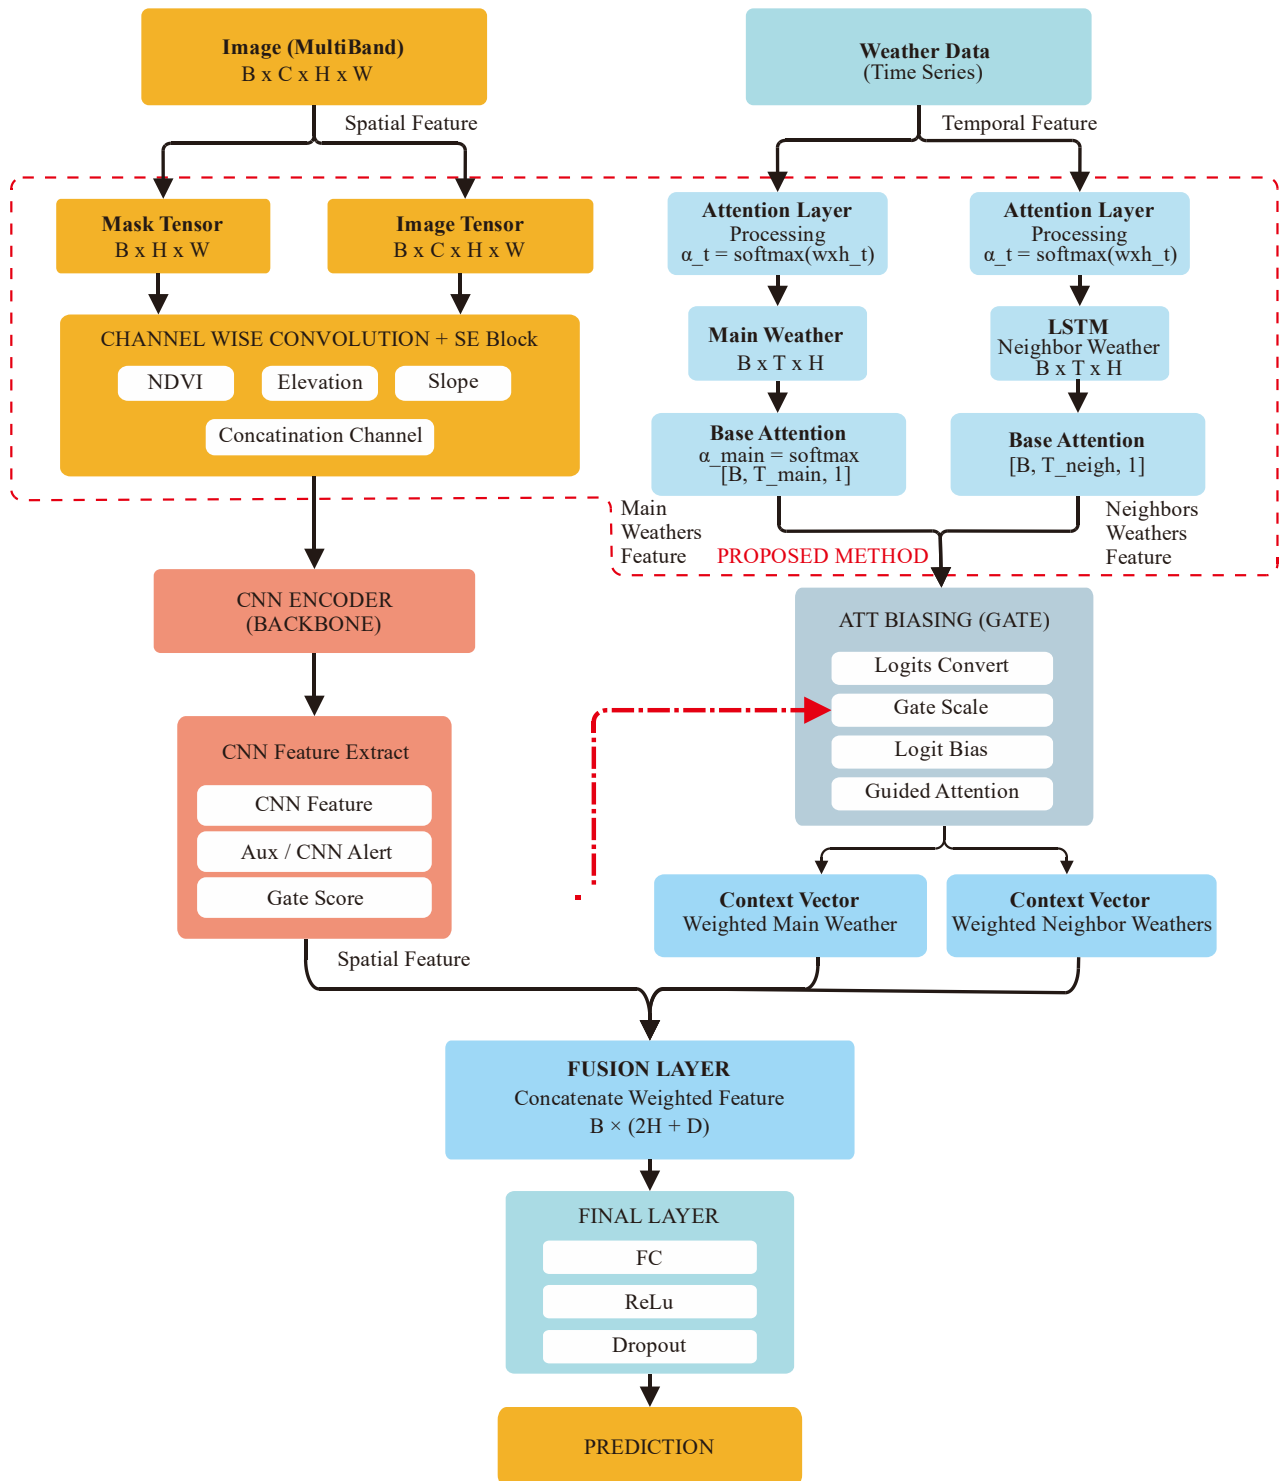 Image (MultiBand)
B x C x H x W
Weather Data
(Time Series)
Spatial Feature
Temporal Feature
Mask Tensor
B x H x W
Image Tensor
B x C x H x W
Attention Layer
Processing
α_t = softmax(wxh_t)
Attention Layer
Processing
α_t = softmax(wxh_t)
CHANNEL WISE CONVOLUTION + SE Block
NDVI
Elevation
Slope
Concatination Channel
Main Weather
B x T x H
LSTM
Neighbor Weather
B x T x H
Base Attention
α_main = softmax
[B, T_main, 1]
Base Attention
[B, T_neigh, 1]
Main
Weathers
Feature
PROPOSED METHOD
Neighbors
Weathers
Feature
CNN ENCODER
(BACKBONE)
ATT BIASING (GATE)
Logits Convert
Gate Scale
Logit Bias
Guided Attention
CNN Feature Extract
CNN Feature
Aux / CNN Alert
Gate Score
Context Vector
Weighted Main Weather
Context Vector
Weighted Neighbor Weathers
Spatial Feature
FUSION LAYER
Concatenate Weighted Feature
B × (2H + D)
FINAL LAYER
FC
ReLu
Dropout
PREDICTION